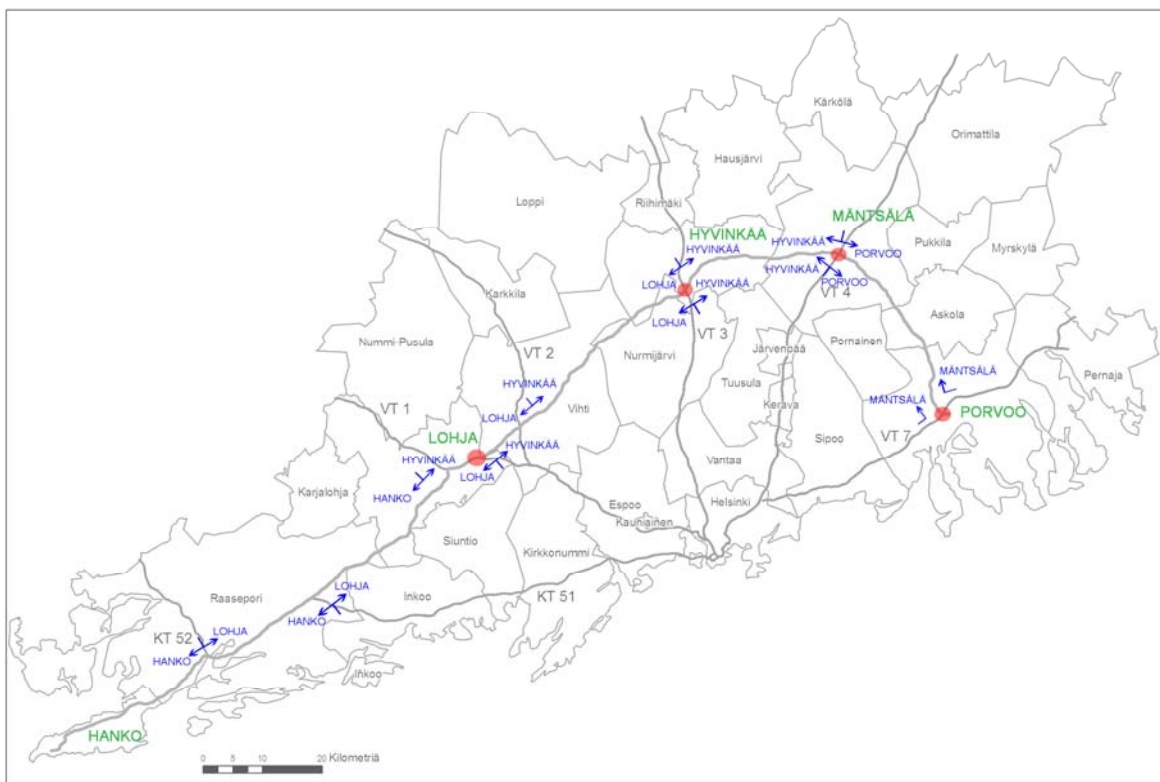 Kärkölä
Orimattila
Hausjärvi
Loppi
Riihimäki
HYVINKÄÄ
MÄNTSÄLÄ
HYVINKÄÄ
HYVINKÄÄ
PORVOO
Pukkila
Myrskylä
LOHJA
HYVINKÄÄ
HYVINKÄÄ
PORVOO
Karkkila
VT 4
LOHJA
Askola
VT 3
Nummi-Pusula
VT 2
Nurmijärvi
Järvenpää
Pornainen
MÄNTSÄLÄ
Pernaja
HYVINKÄÄ
Tuusula
Kerava
MÄNTSÄLÄ
LOHJA
Vihti
PORVOO
VT 1
LOHJA
HYVINKÄÄ
Sipoo
VT 7
HYVINKÄÄ
LOHJA
Vantaa
Karjalohja
HANKO
Espoo
Helsinki
Kauniainen
Siuntio
Kirkkonummi
LOHJA
Raasepori
Inkoo
KT 51
HANKO
LOHJA
KT 52
HANKO
Inkoo
HANKO
0 5 10 20 Kilometriä